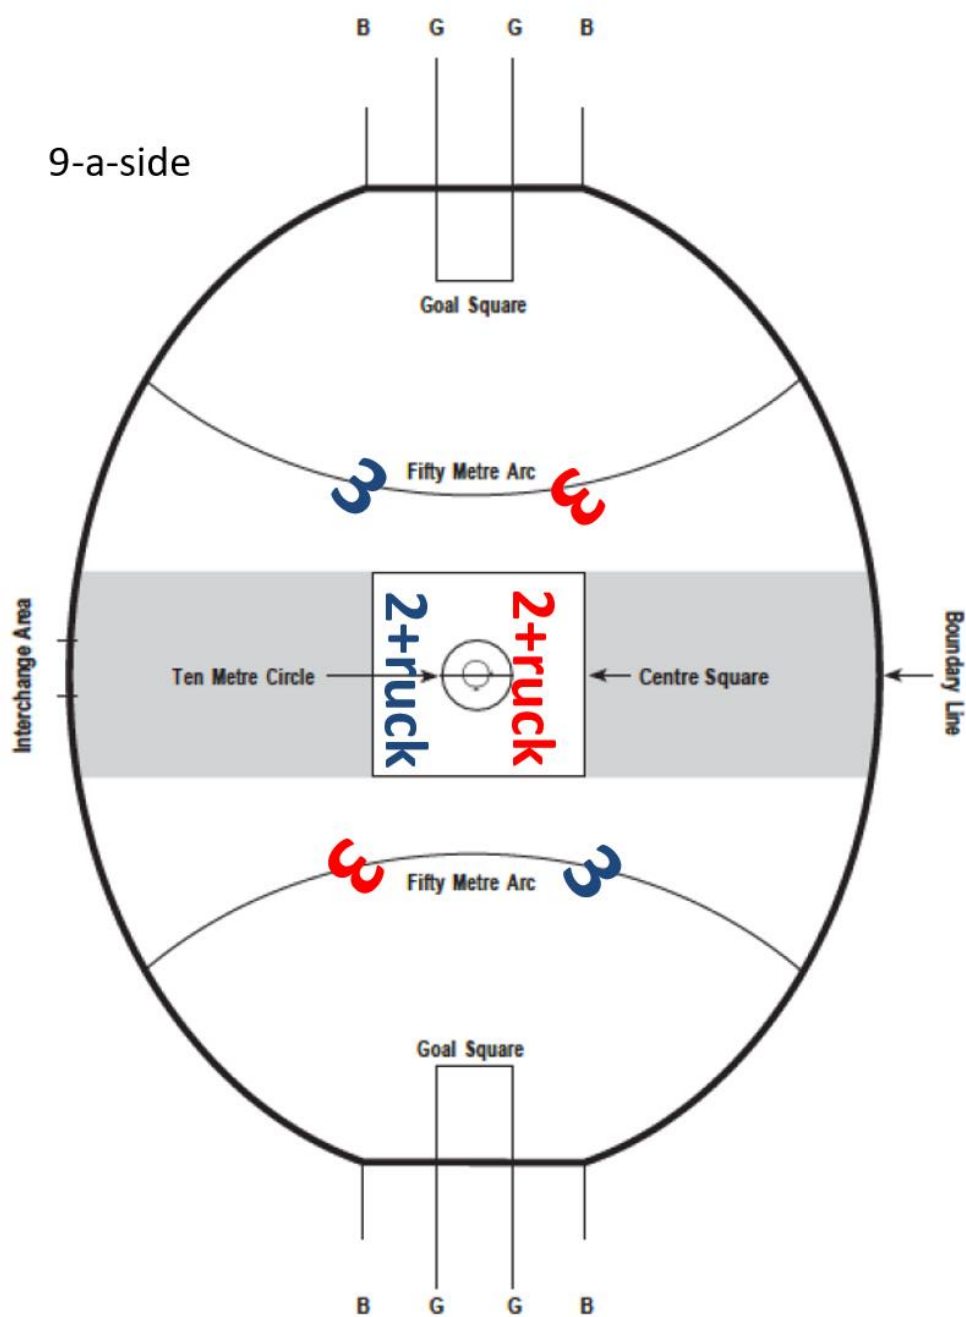 B G G B
9-a-side
Goal Square
Fifty Metre Arc
3
3
Interchange Area
Ten Metre Circle
2+ruck
2+ruck
Centre Square
Boundary Line
3
3
Fifty Metre Arc
Goal Square
B G G B